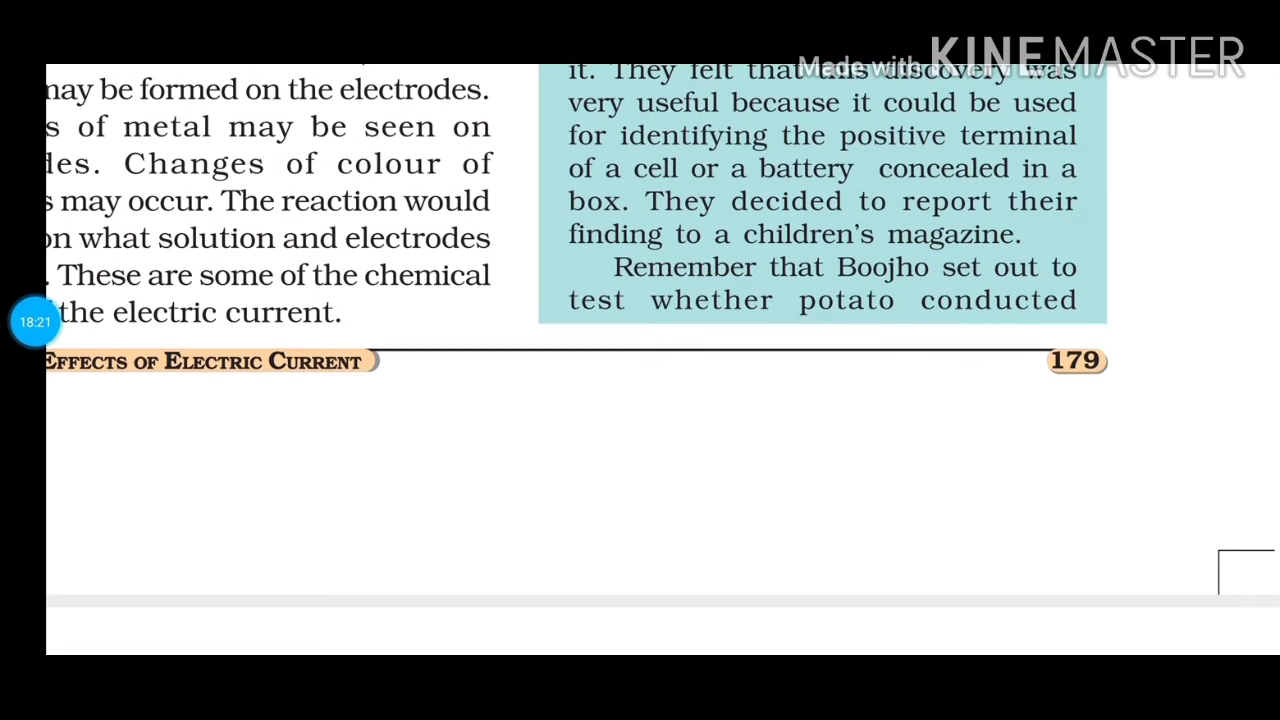 Made with KINEMASTER
may be formed on the electrodes.
s of metal may be seen on
des. Changes of colour of
s may occur. The reaction would
on what solution and electrodes
. These are some of the chemical
the electric current.
it. They felt that this discovery was
very useful because it could be used
for identifying the positive terminal
of a cell or a battery concealed in a
box. They decided to report their
finding to a children's magazine.
Remember that Boojho set out to
test whether potato conducted
18:21
EFFECTS OF ELECTRIC CURRENT
179